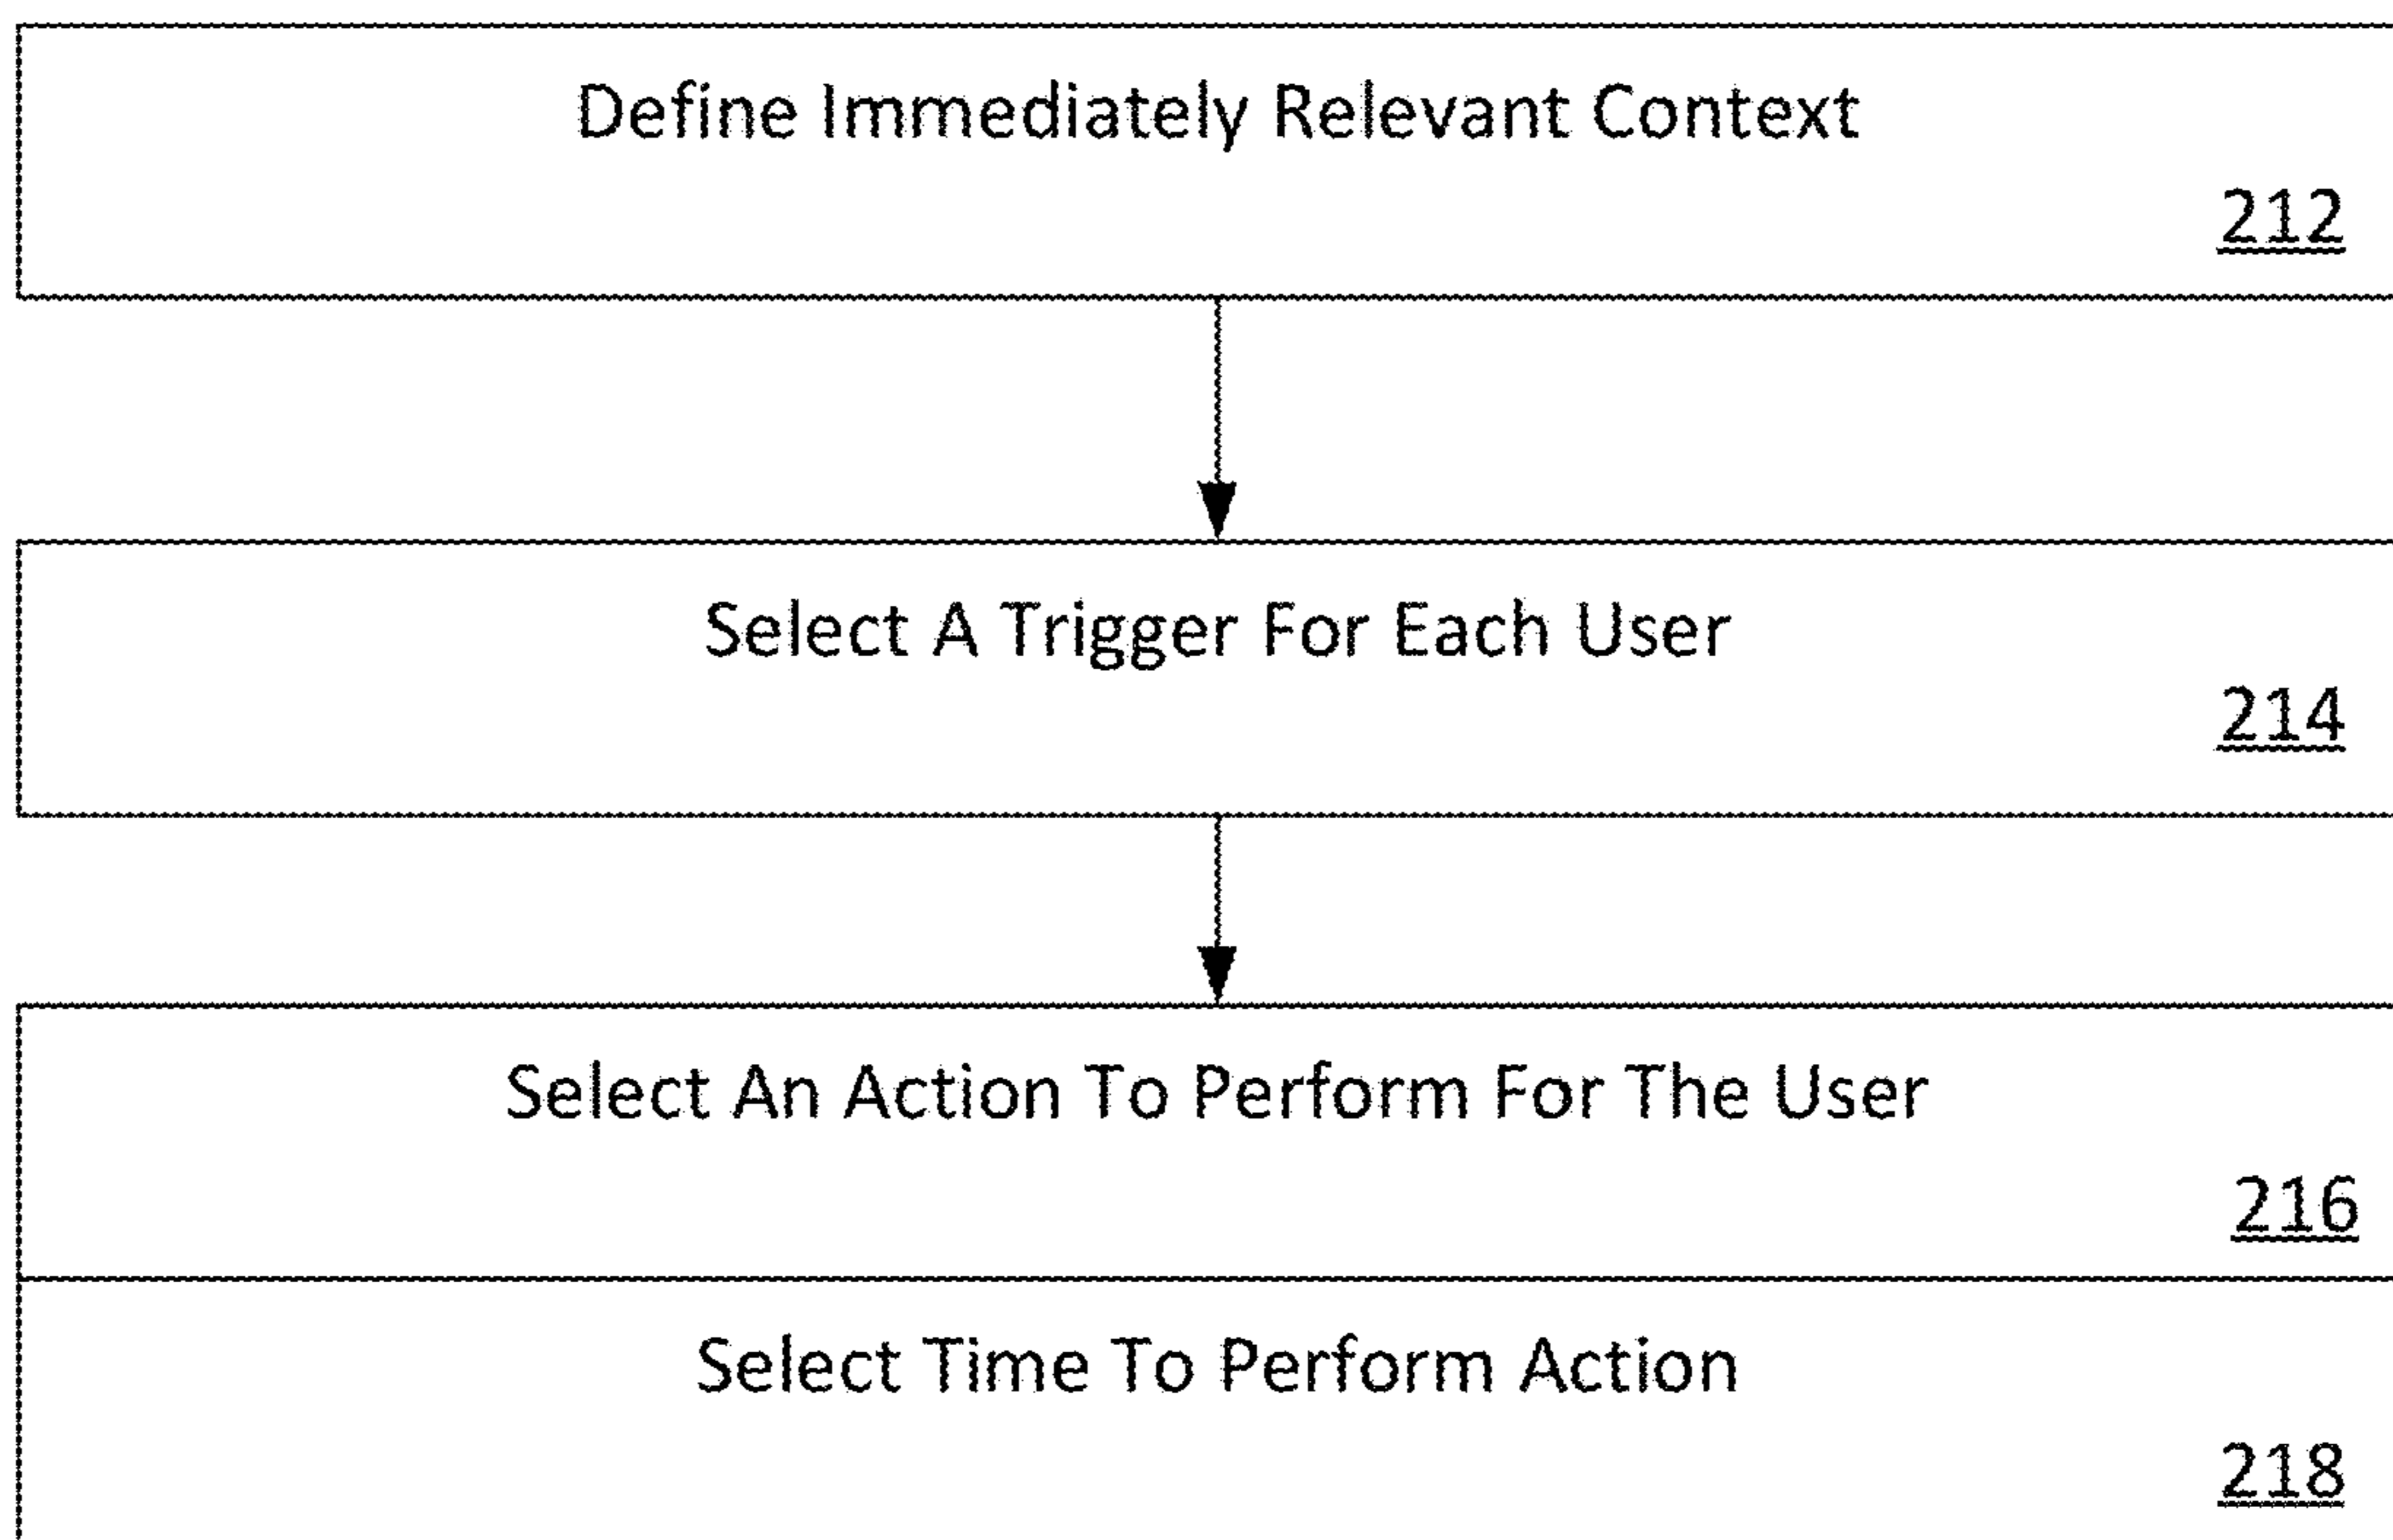 Define Immediately Relevant Context
212
Select A Trigger For Each User
214
Select An Action To Perform For The User
216
Select Time To Perform Action
218